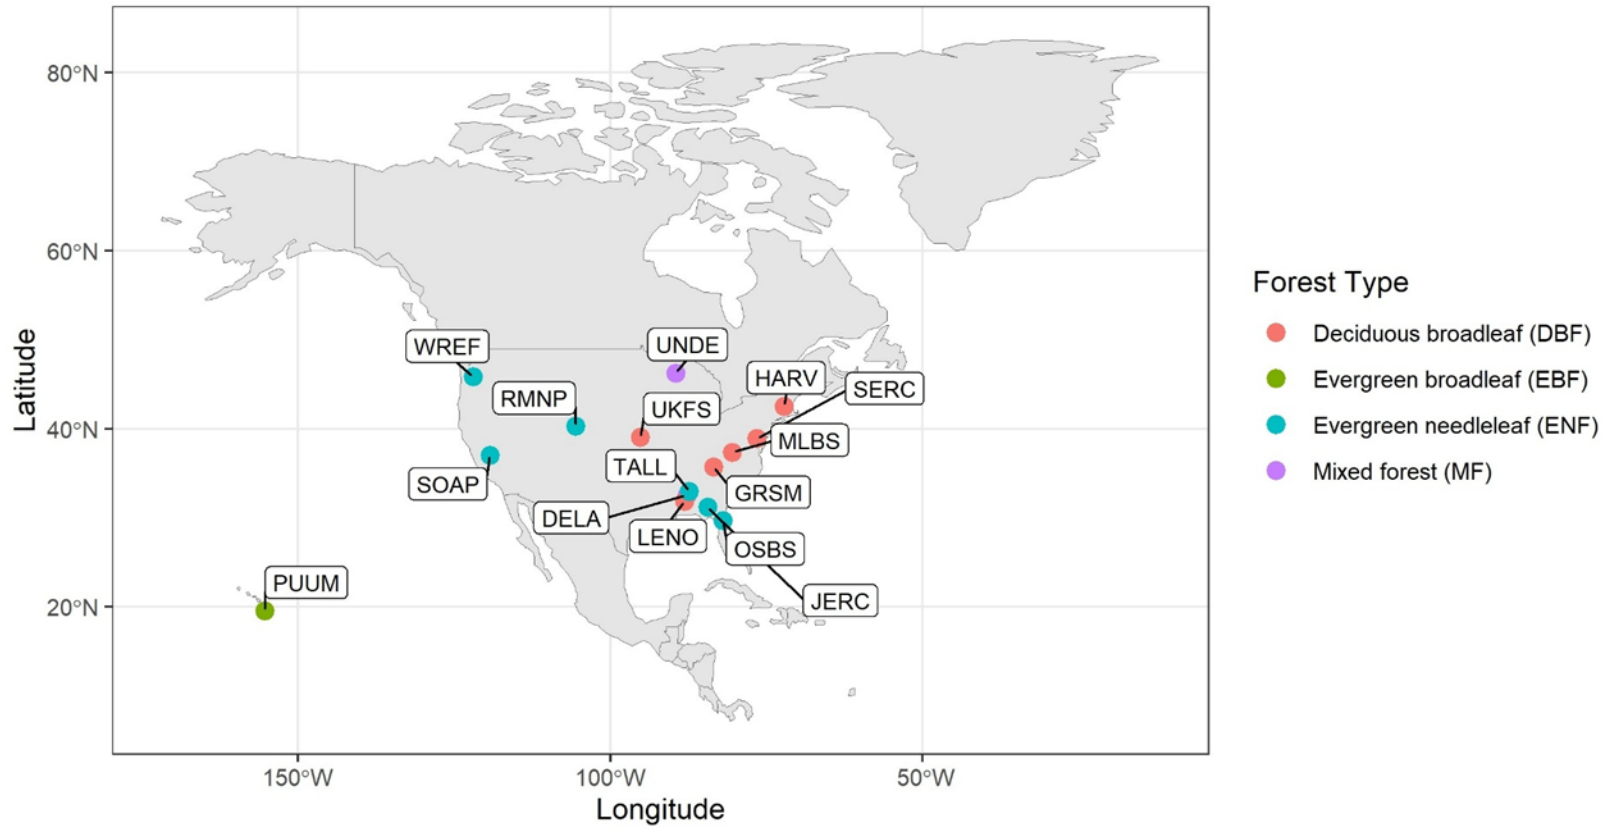 80°N
60°N
40°N
20°N
Latitude
WREF
UNDE
HARV
SERC
RMNP
UKFS
MLBS
TALL
SOAP
GRSM
DELA
LENO
OSBS
PUUM
JERC
150°W
100°W
50°W
Longitude
Forest Type
Deciduous broadleaf (DBF)
Evergreen broadleaf (EBF)
Evergreen needleleaf (ENF)
Mixed forest (MF)